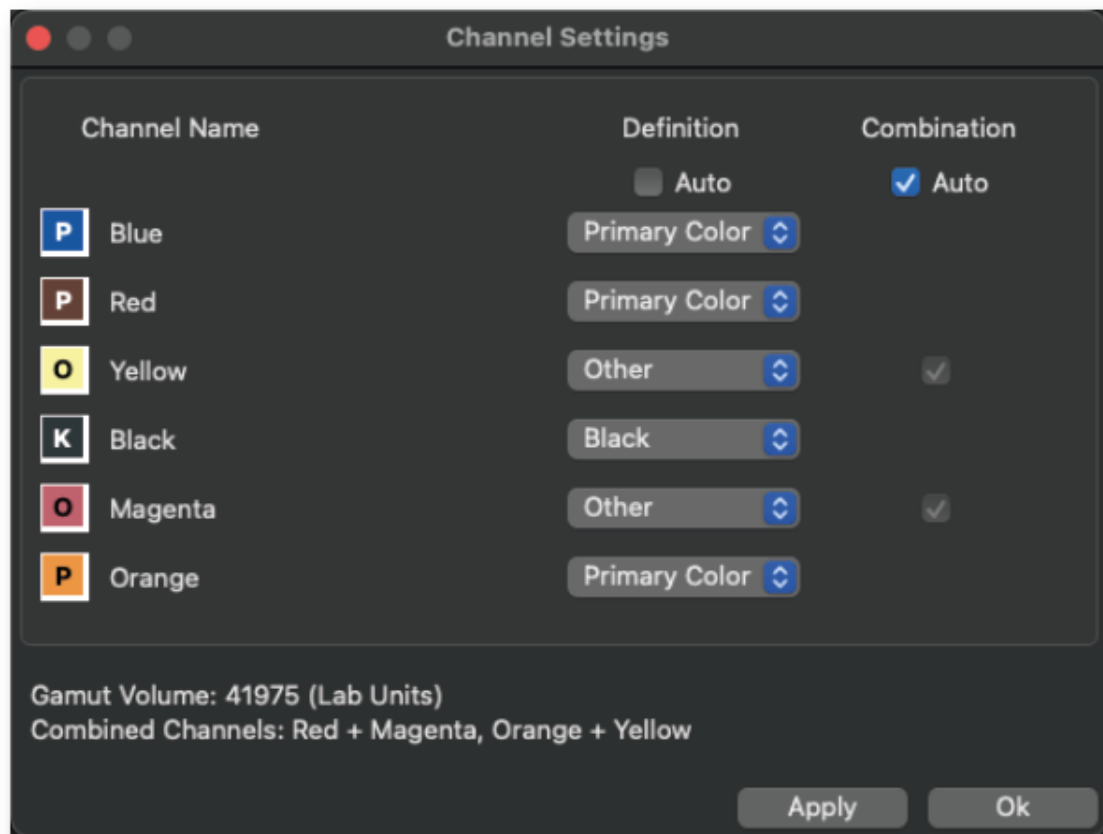 Channel Settings
Channel Name Definition Combination
Auto Auto
P Blue Primary Color
P Red Primary Color
O Yellow Other
K Black Black
O Magenta Other
P Orange Primary Color
Gamut Volume: 41975 (Lab Units)
Combined Channels: Red + Magenta, Orange + Yellow
Apply Ok